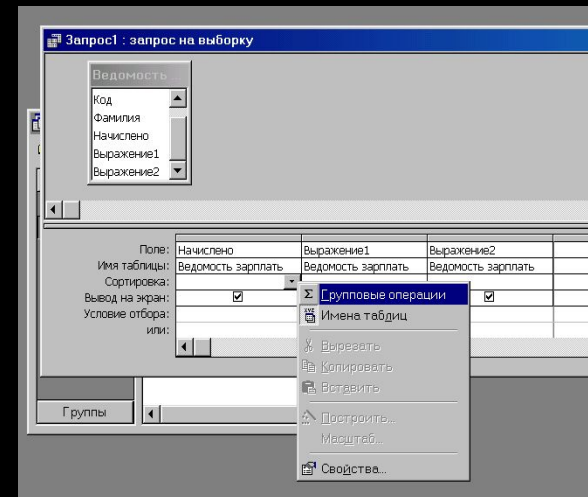 Запрос1 : запрос на выборку
Ведомость ...
Код
Фамилия
Начислено
Выражение1
Выражение2
Поле: Начислено Выражение1 Выражение2
Имя таблицы: Ведомость зарплать Ведомость зарплать Ведомость зарплать
Сортировка:
Вывод на экран:
Условие отбора:
или:
Σ Групповые операции
Имена таблиц
Вырезать
Копировать
Вставить
Построить...
Масштаб...
Свойства...
Группы